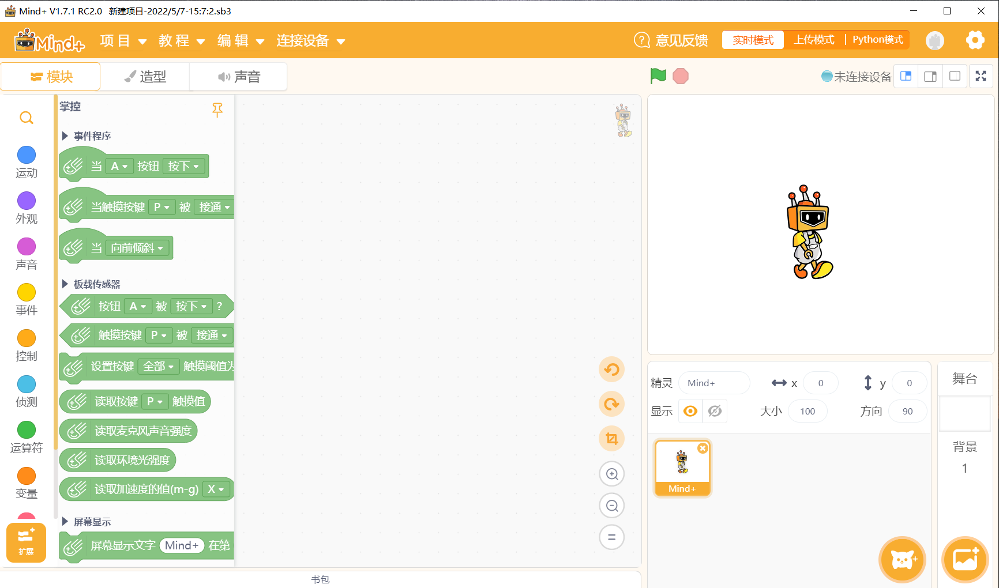 Mind+ V1.7.1 RC2.0 新建项目-2022/5/7-15:7:2.sb3
Mind+ 项目 教程 编辑 连接设备 意见反馈 实时模式 上传模式 Python模式
模块 造型 声音 未连接设备
掌控
事件程序
当 A 按钮 按下
当触摸按键 P 被 接通
当 向前倾斜
板载传感器
按钮 A 被 按下 ?
触摸按键 P 被 接通
设置按键 全部 触摸阈值为
读取按键 P 触摸值
读取麦克风声音强度
读取环境光强度
读取加速度的值(m-g) X
屏幕显示
屏幕显示文字 Mind+ 在第
运动
外观
声音
事件
控制
侦测
运算符
变量
扩展
书包
精灵 Mind+ x 0 y 0
显示 大小 100 方向 90
Mind+
舞台
背景
1